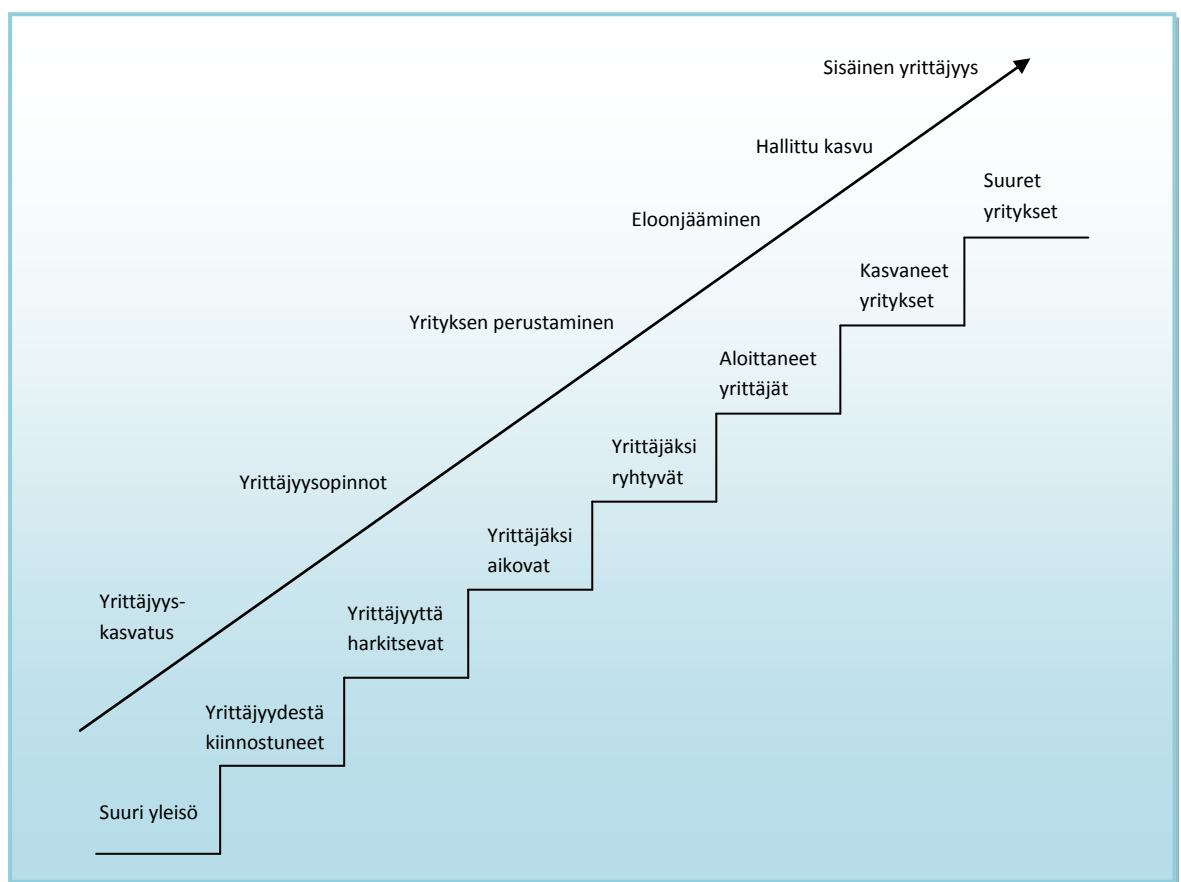 Sisäinen yrittäjyys
Hallittu kasvu
Suuret
yritykset
Eloonjääminen
Kasvaneet
yritykset
Yrityksen perustaminen
Aloittaneet
yrittäjät
Yrittäjäksi
ryhtyvät
Yrittäjyysopinnot
Yrittäjäksi
aikovat
Yrittäjyys-
kasvatus
Yrittäjyyttä
harkitsevat
Yrittäjyydestä
kiinnostuneet
Suuri yleisö